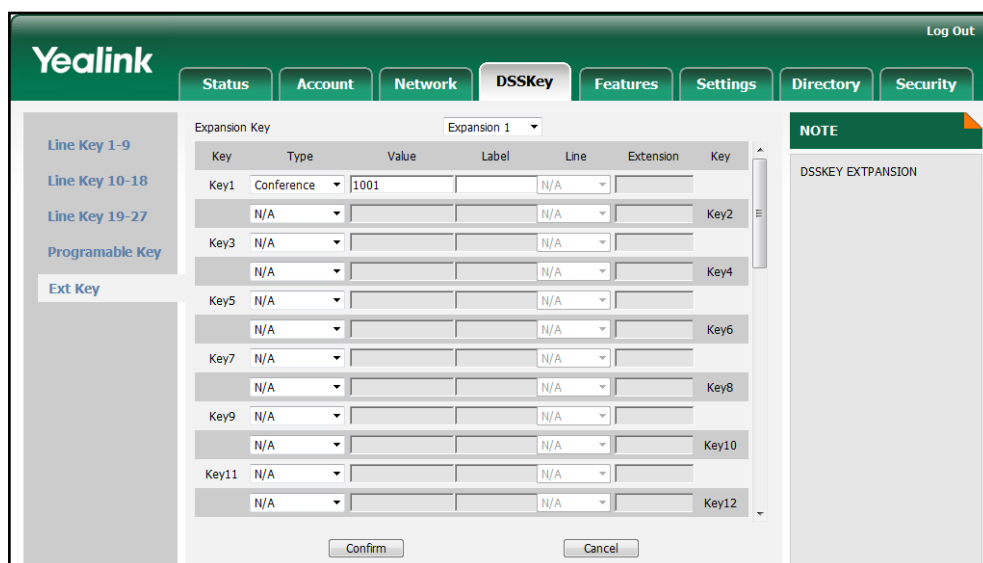 Log Out
Yealink
Status Account Network DSSKey Features Settings Directory Security
Line Key 1-9
Line Key 10-18
Line Key 19-27
Programable Key
Ext Key
Expansion Key Expansion 1
Key Type Value Label Line Extension Key
Key1 Conference 1001 N/A
N/A N/A Key2
Key3 N/A N/A
N/A N/A Key4
Key5 N/A N/A
N/A N/A Key6
Key7 N/A N/A
N/A N/A Key8
Key9 N/A N/A
N/A N/A Key10
Key11 N/A N/A
N/A N/A Key12
Confirm Cancel
NOTE
DSSKEY EXTPANSION